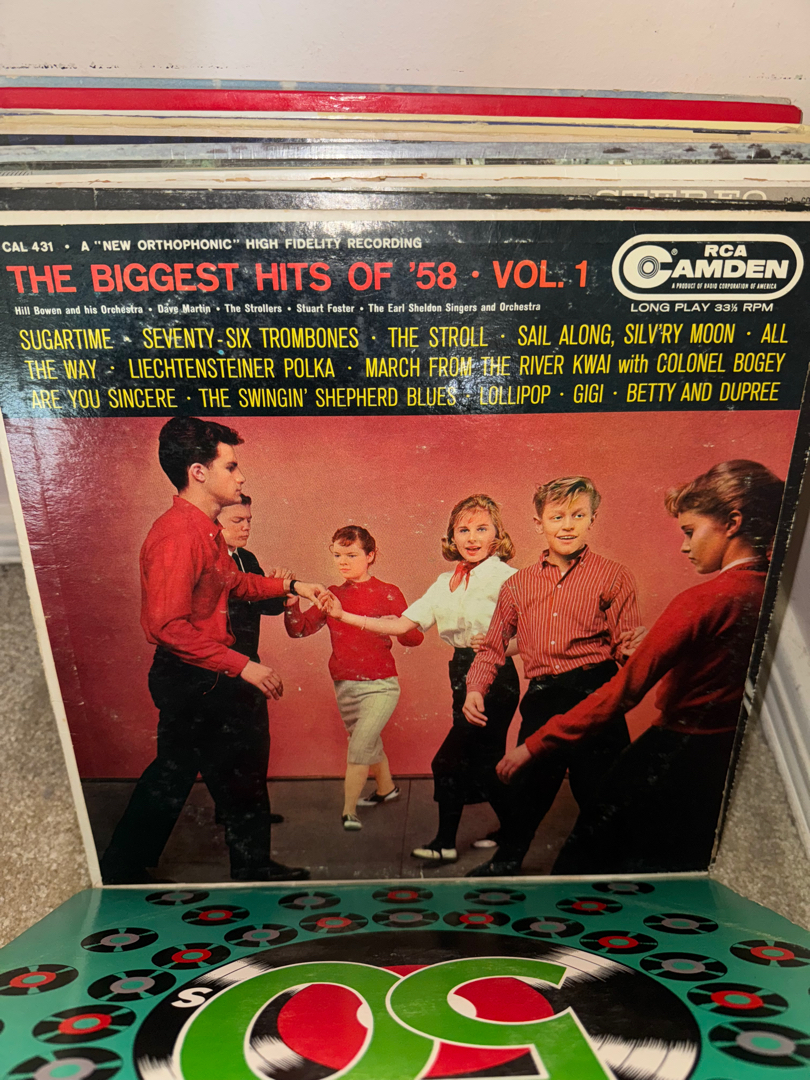 STEREO
CAL 431 • A "NEW ORTHOPHONIC" HIGH FIDELITY RECORDING
THE BIGGEST HITS OF '58 • VOL. 1
RCA
CAMDEN
®
A PRODUCT OF RADIO CORPORATION OF AMERICA
LONG PLAY 33⅓ RPM
Hill Bowen and his Orchestra • Dave Martin • The Strollers • Stuart Foster • The Earl Sheldon Singers and Orchestra
SUGARTIME • SEVENTY-SIX TROMBONES • THE STROLL • SAIL ALONG, SILV'RY MOON • ALL
THE WAY • LIECHTENSTEINER POLKA • MARCH FROM THE RIVER KWAI with COLONEL BOGEY
ARE YOU SINCERE • THE SWINGIN' SHEPHERD BLUES • LOLLIPOP • GIGI • BETTY AND DUPREE